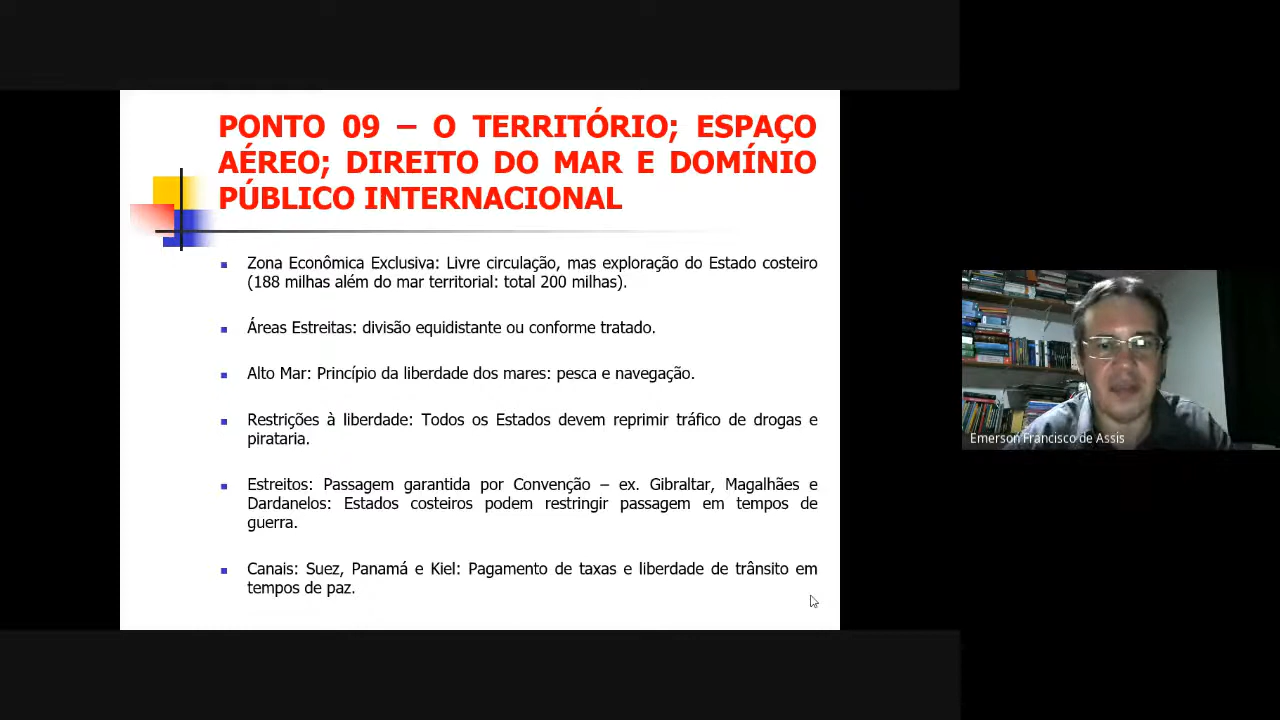 PONTO 09 – O TERRITÓRIO; ESPAÇO
AÉREO; DIREITO DO MAR E DOMÍNIO
PÚBLICO INTERNACIONAL
Zona Econômica Exclusiva: Livre circulação, mas exploração do Estado costeiro
(188 milhas além do mar territorial: total 200 milhas).
Áreas Estreitas: divisão equidistante ou conforme tratado.
Alto Mar: Princípio da liberdade dos mares: pesca e navegação.
Restrições à liberdade: Todos os Estados devem reprimir tráfico de drogas e
pirataria.
Estreitos: Passagem garantida por Convenção – ex. Gibraltar, Magalhães e
Dardanelos: Estados costeiros podem restringir passagem em tempos de
guerra.
Canais: Suez, Panamá e Kiel: Pagamento de taxas e liberdade de trânsito em
tempos de paz.
Emerson Francisco de Assis